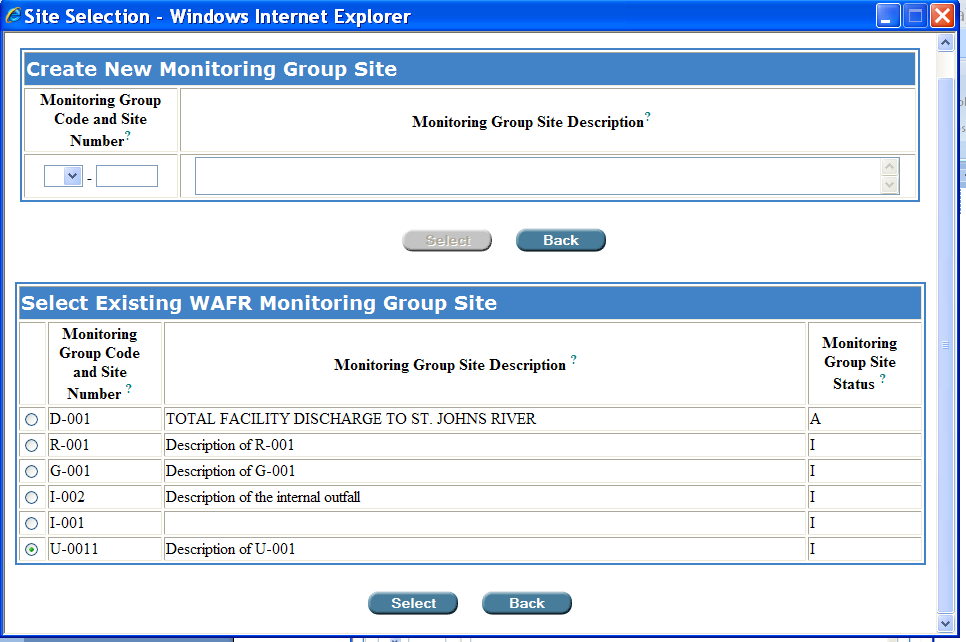 Site Selection - Windows Internet Explorer
Create New Monitoring Group Site
Monitoring Group
Code and Site
Number?
Monitoring Group Site Description?
-
Select
Back
Select Existing WAFR Monitoring Group Site
Monitoring
Group Code
and Site
Number ?
Monitoring Group Site Description ?
Monitoring
Group Site
Status ?
D-001 TOTAL FACILITY DISCHARGE TO ST. JOHNS RIVER A
R-001 Description of R-001 I
G-001 Description of G-001 I
I-002 Description of the internal outfall I
I-001 I
U-0011 Description of U-001 I
Select
Back